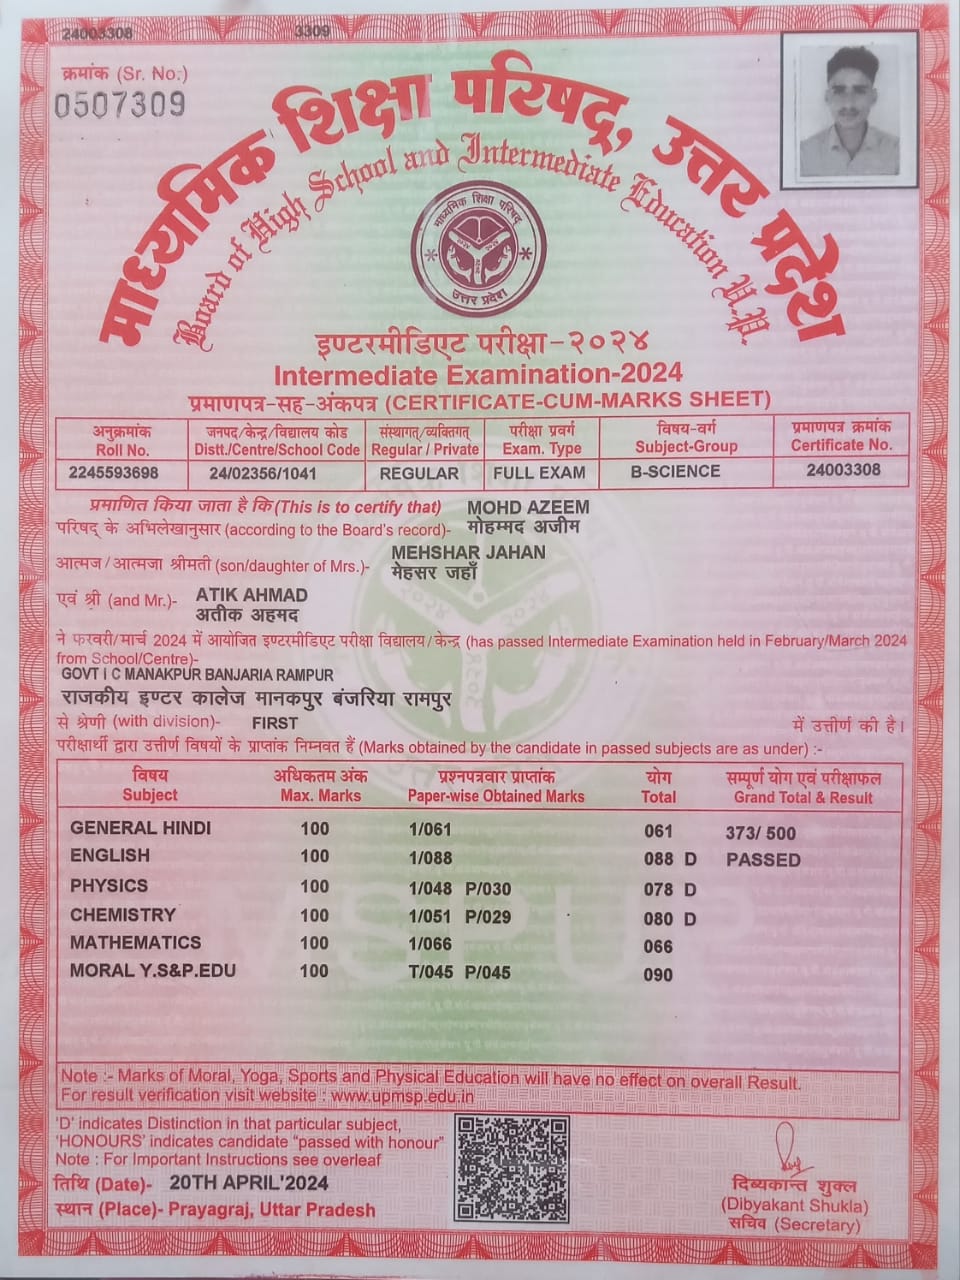 24003308 3309
क्रमांक (Sr. No.)
0507309
माध्यमिक शिक्षा परिषद्, उत्तर प्रदेश
Board of High School and Intermediate Education U.P.
माध्यमिक शिक्षा परिषद्
उत्तर प्रदेश
इण्टरमीडिएट परीक्षा-२०२४
Intermediate Examination-2024
प्रमाणपत्र-सह-अंकपत्र (CERTIFICATE-CUM-MARKS SHEET)
अनुक्रमांक जनपद/केन्द्र/विद्यालय कोड संस्थागत/व्यक्तिगत परीक्षा प्रवर्ग विषय-वर्ग प्रमाणपत्र क्रमांक
Roll No. Distt./Centre/School Code Regular / Private Exam. Type Subject-Group Certificate No.
2245593698 24/02356/1041 REGULAR FULL EXAM B-SCIENCE 24003308
प्रमाणित किया जाता है कि (This is to certify that) MOHD AZEEM
परिषद् के अभिलेखानुसार (according to the Board's record)- मोहम्मद अजीम
MEHSHAR JAHAN
आत्मज/आत्मजा श्रीमती (son/daughter of Mrs.)- मेहसर जहाँ
एवं श्री (and Mr.)- ATIK AHMAD
अतीक अहमद
ने फरवरी/मार्च 2024 में आयोजित इण्टरमीडिएट परीक्षा विद्यालय/केन्द्र (has passed Intermediate Examination held in February/March 2024
from School/Centre)-
GOVT I C MANAKPUR BANJARIA RAMPUR
राजकीय इण्टर कालेज मानकपुर बंजरिया रामपुर
से श्रेणी (with division)- FIRST में उत्तीर्ण की है।
परीक्षार्थी द्वारा उत्तीर्ण विषयों के प्राप्तांक निम्नवत हैं (Marks obtained by the candidate in passed subjects are as under) :-
विषय अधिकतम अंक प्रश्नपत्रवार प्राप्तांक योग सम्पूर्ण योग एवं परीक्षाफल
Subject Max. Marks Paper-wise Obtained Marks Total Grand Total & Result
GENERAL HINDI 100 1/061 061 373/ 500
ENGLISH 100 1/088 088 D PASSED
PHYSICS 100 1/048 P/030 078 D
CHEMISTRY 100 1/051 P/029 080 D
MATHEMATICS 100 1/066 066
MORAL Y.S&P.EDU 100 T/045 P/045 090
Note :- Marks of Moral, Yoga, Sports and Physical Education will have no effect on overall Result.
For result verification visit website : www.upmsp.edu.in
'D' indicates Distinction in that particular subject,
'HONOURS' indicates candidate "passed with honour"
Note : For Important Instructions see overleaf
तिथि (Date)- 20TH APRIL'2024
स्थान (Place)- Prayagraj, Uttar Pradesh
दिब्यकान्त शुक्ल
(Dibyakant Shukla)
सचिव (Secretary)